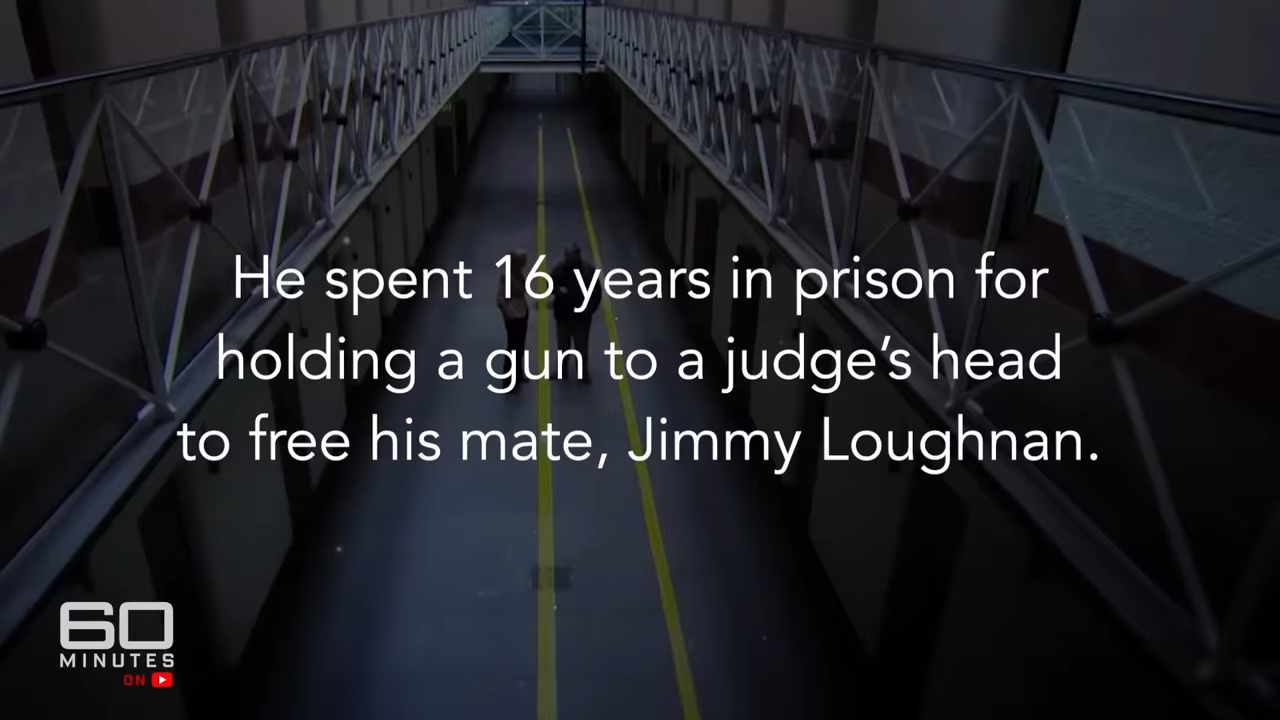 He spent 16 years in prison for
holding a gun to a judge’s head
to free his mate, Jimmy Loughnan.
60
MINUTES
ON